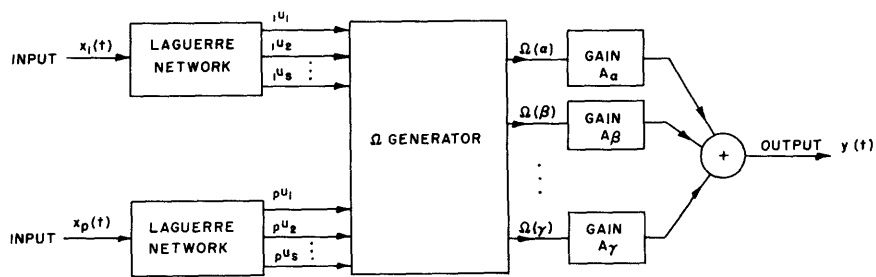 INPUT x₁(t) LAGUERRE NETWORK ₁u₁
₁u₂
₁uₛ
⋮
Ω GENERATOR
Ω(α) GAIN Aα
Ω(β) GAIN Aβ
⋮
Ω(γ) GAIN Aγ
+ OUTPUT y(t)
INPUT xₚ(t) LAGUERRE NETWORK ₚu₁
ₚu₂
ₚuₛ
⋮